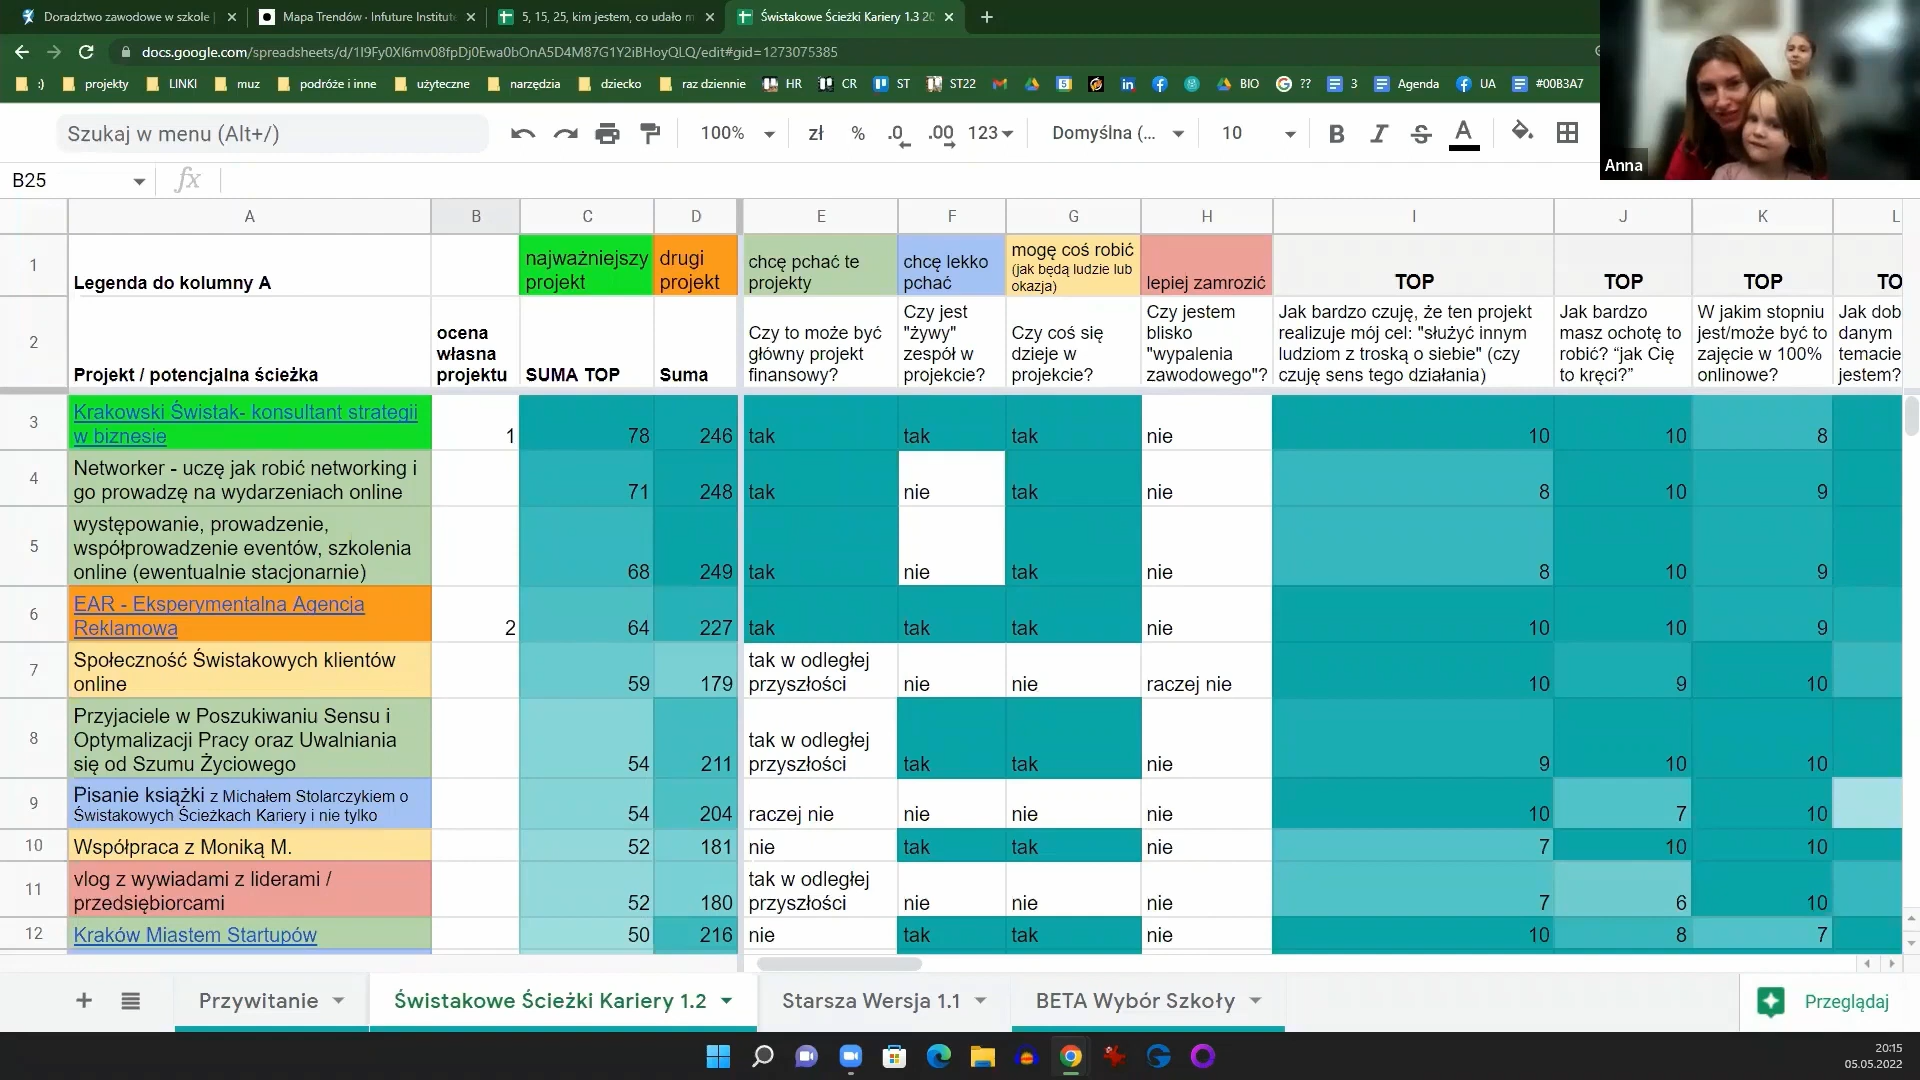 Doradztwo zawodowe w szkole
Mapa Trendów · Infuture Institute
5, 15, 25, kim jestem, co udało
Świstakowe Ścieżki Kariery 1.3 20
docs.google.com/spreadsheets/d/1I9Fy0Xl6mv08fpDj0Ewa0bOnA5D4M87G1Y2iBHoyQLQ/edit#gid=1273075385
:) projekty LINKI muz podróże i inne użyteczne narzędzia dziecko raz dziennie HR CR ST ST22 BIO ?? 3 Agenda UA #00B3A7
Anna
Szukaj w menu (Alt+/) 100% zł % .0 .00 123 Domyślna (... 10 B I S A
B25 fx
A B C D E F G H I J K L
1 Legenda do kolumny A
najważniejszy projekt
drugi projekt
chcę pchać te projekty
chcę lekko pchać
mogę coś robić (jak będą ludzie lub okazja)
lepiej zamrozić
TOP TOP TOP TO
2 Projekt / potencjalna ścieżka
ocena własna projektu
SUMA TOP
Suma
Czy to może być główny projekt finansowy?
Czy jest "żywy" zespół w projekcie?
Czy coś się dzieje w projekcie?
Czy jestem blisko "wypalenia zawodowego"?
Jak bardzo czuję, że ten projekt realizuje mój cel: "służyć innym ludziom z troską o siebie" (czy czuję sens tego działania)
Jak bardzo masz ochotę to robić? “jak Cię to kręci?”
W jakim stopniu jest/może być to zajęcie w 100% onlinowe?
Jak dob danym temacie jestem?
3 Krakowski Świstak- konsultant strategii w biznesie 1 78 246 tak tak tak nie 10 10 8
4 Networker - uczę jak robić networking i go prowadzę na wydarzeniach online 71 248 tak nie tak nie 8 10 9
5 występowanie, prowadzenie, współprowadzenie eventów, szkolenia online (ewentualnie stacjonarnie) 68 249 tak nie tak nie 8 10 9
6 EAR - Eksperymentalna Agencja Reklamowa 2 64 227 tak tak tak nie 10 10 9
7 Społeczność Świstakowych klientów online 59 179 tak w odległej przyszłości nie nie raczej nie 10 9 10
8 Przyjaciele w Poszukiwaniu Sensu i Optymalizacji Pracy oraz Uwalniania się od Szumu Życiowego 54 211 tak w odległej przyszłości tak tak nie 9 10 10
9 Pisanie książki z Michałem Stolarczykiem o Świstakowych Ścieżkach Kariery i nie tylko 54 204 raczej nie nie nie nie 10 7 10
10 Współpraca z Moniką M. 52 181 nie tak tak nie 7 10 10
11 vlog z wywiadami z liderami / przedsiębiorcami 52 180 tak w odległej przyszłości nie nie nie 7 6 10
12 Kraków Miastem Startupów 50 216 nie tak tak nie 10 8 7
Przywitanie Świstakowe Ścieżki Kariery 1.2 Starsza Wersja 1.1 BETA Wybór Szkoły Przeglądaj
20:15
05.05.2022